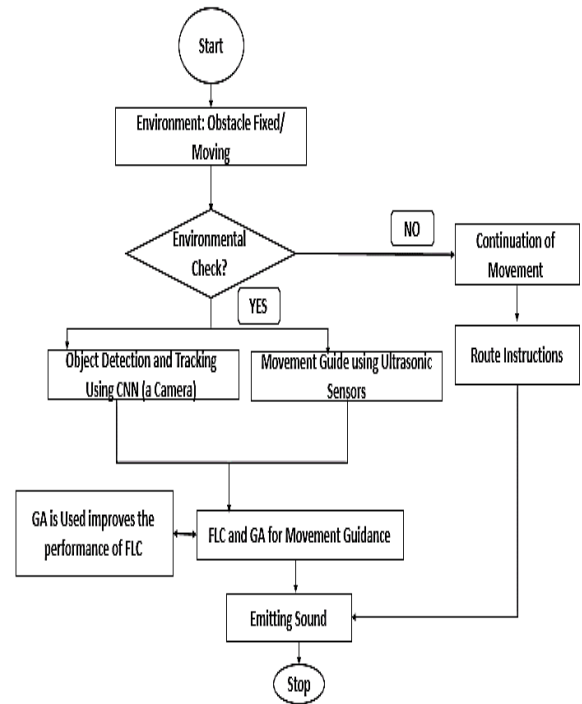 Start
Environment: Obstacle Fixed/
Moving
Environmental
Check?
NO
Continuation of
Movement
YES
Object Detection and Tracking
Using CNN (a Camera)
Movement Guide using Ultrasonic
Sensors
Route Instructions
GA is Used improves the
performance of FLC
FLC and GA for Movement Guidance
Emitting Sound
Stop